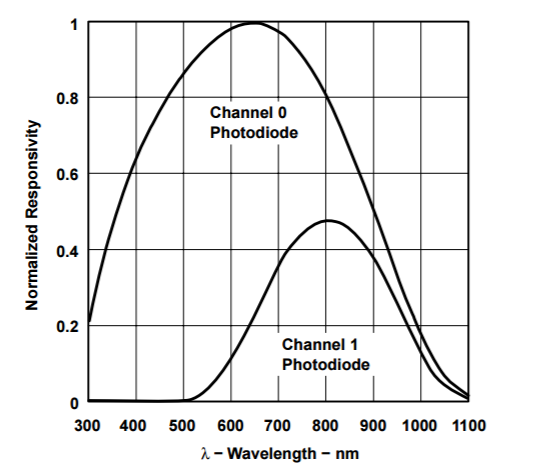 1
0.8
0.6
0.4
0.2
0
Normalized Responsivity
Channel 0
Photodiode
Channel 1
Photodiode
300 400 500 600 700 800 900 1000 1100
λ − Wavelength − nm